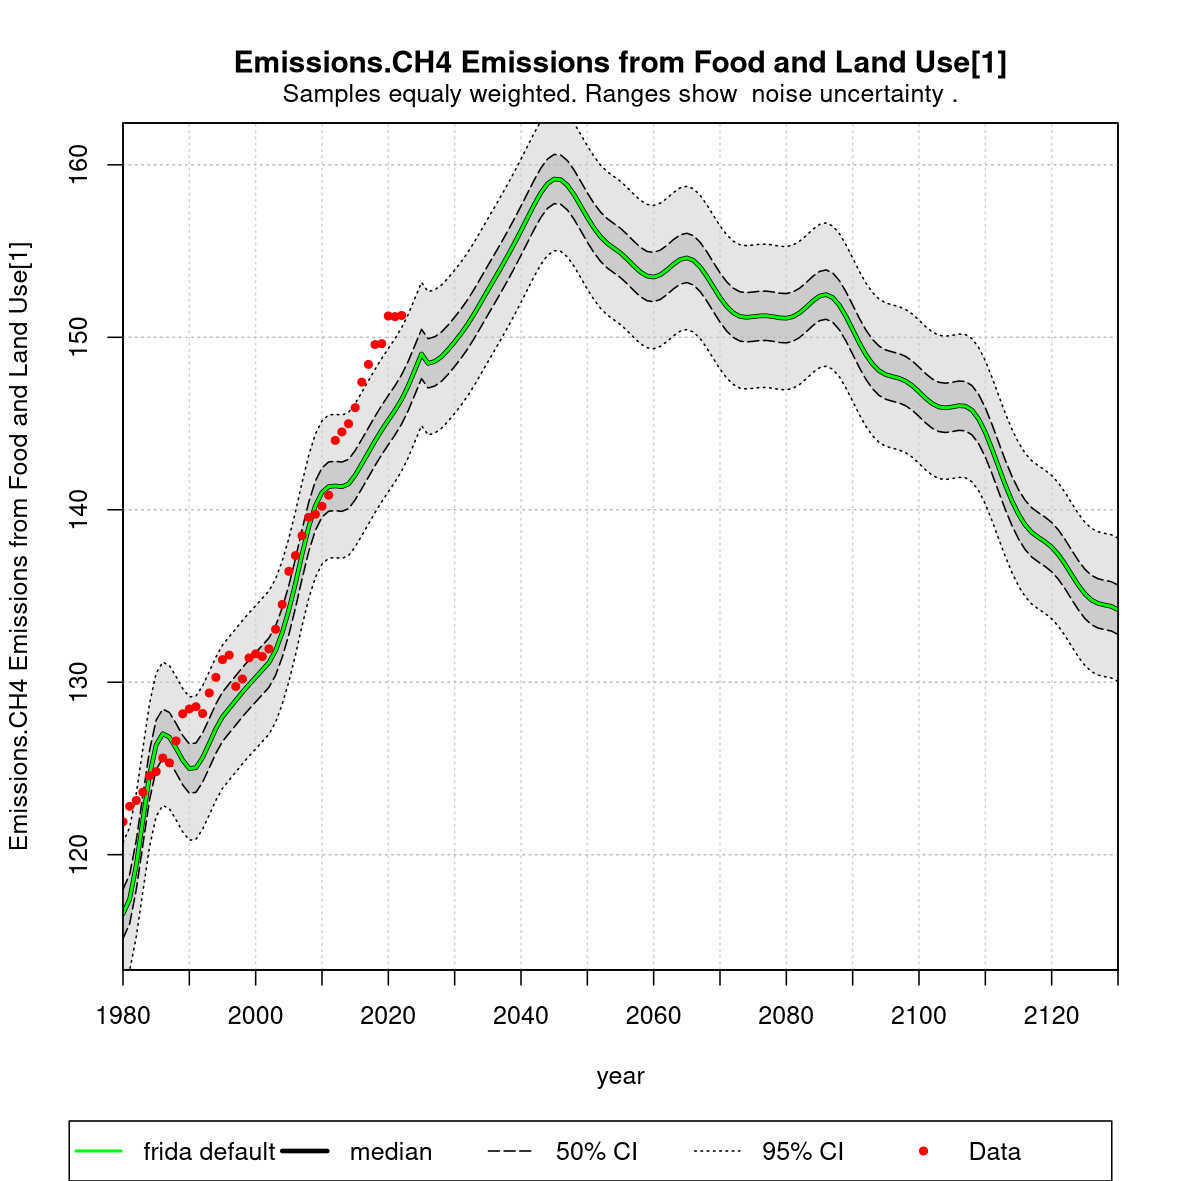 Emissions.CH4 Emissions from Food and Land Use[1]
Samples equaly weighted. Ranges show  noise uncertainty .
Emissions.CH4 Emissions from Food and Land Use[1]
160
150
140
130
120
1980 2000 2020 2040 2060 2080 2100 2120
year
frida default median 50% CI 95% CI Data